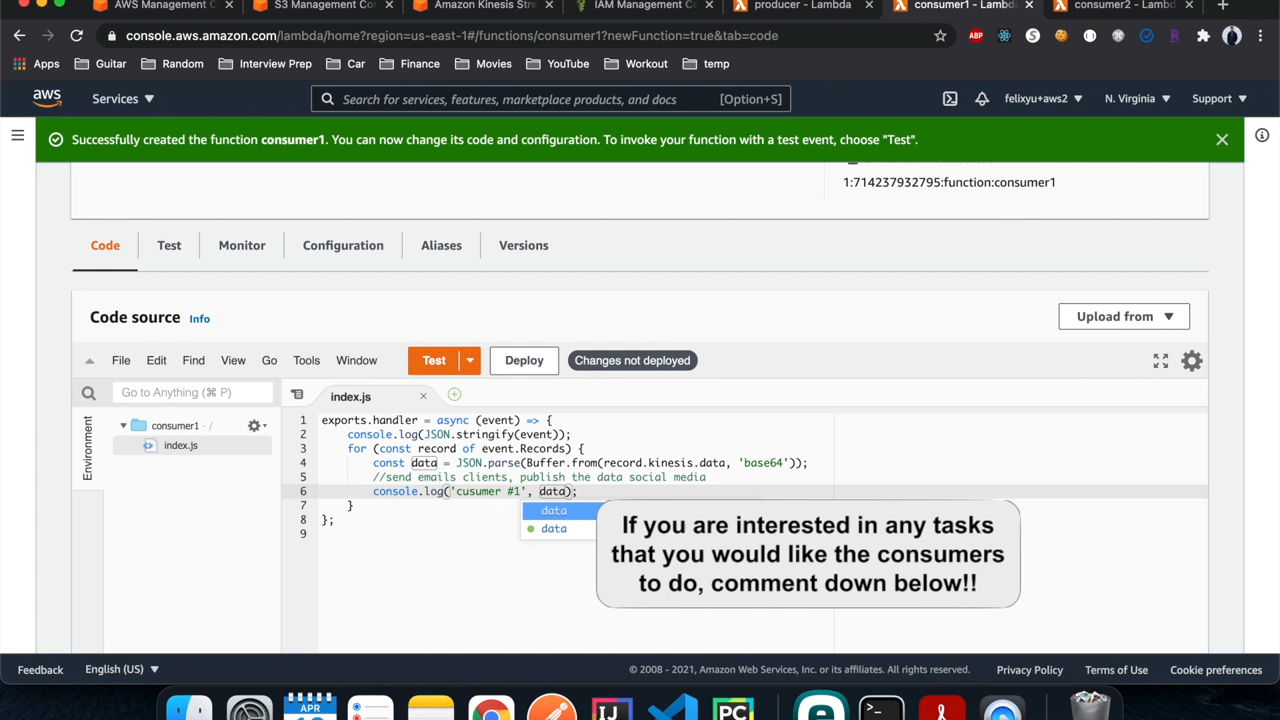 AWS Management C
S3 Management Con
Amazon Kinesis Stre
IAM Management Co
producer - Lambda
consumer1 - Lambd
consumer2 - Lambd
console.aws.amazon.com/lambda/home?region=us-east-1#/functions/consumer1?newFunction=true&tab=code
ABP
S
R
Apps
Guitar
Random
Interview Prep
Car
Finance
Movies
YouTube
Workout
temp
aws
Services
Search for services, features, marketplace products, and docs
[Option+S]
felixyu+aws2
N. Virginia
Support
Successfully created the function consumer1. You can now change its code and configuration. To invoke your function with a test event, choose "Test".
1:714237932795:function:consumer1
Code
Test
Monitor
Configuration
Aliases
Versions
Code source
Info
Upload from
File
Edit
Find
View
Go
Tools
Window
Test
Deploy
Changes not deployed
Go to Anything (⌘ P)
index.js
Environment
consumer1 - /
index.js
1 exports.handler = async (event) => {
2 console.log(JSON.stringify(event));
3 for (const record of event.Records) {
4 const data = JSON.parse(Buffer.from(record.kinesis.data, 'base64'));
5 //send emails clients, publish the data social media
6 console.log('cusumer #1', data);
7 }
8 };
9
data
data
If you are interested in any tasks
that you would like the consumers
to do, comment down below!!
Feedback
English (US)
© 2008 - 2021, Amazon Web Services, Inc. or its affiliates. All rights reserved.
Privacy Policy
Terms of Use
Cookie preferences
APR
IJ
PC